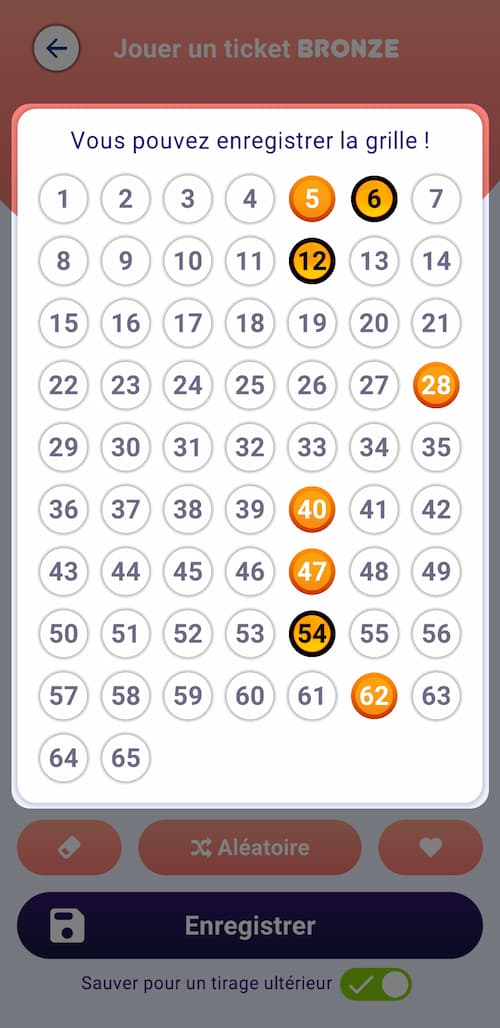 Jouer un ticket BRONZE
Vous pouvez enregistrer la grille !
1 2 3 4 5 6 7
8 9 10 11 12 13 14
15 16 17 18 19 20 21
22 23 24 25 26 27 28
29 30 31 32 33 34 35
36 37 38 39 40 41 42
43 44 45 46 47 48 49
50 51 52 53 54 55 56
57 58 59 60 61 62 63
64 65
Aléatoire
Enregistrer
Sauver pour un tirage ultérieur